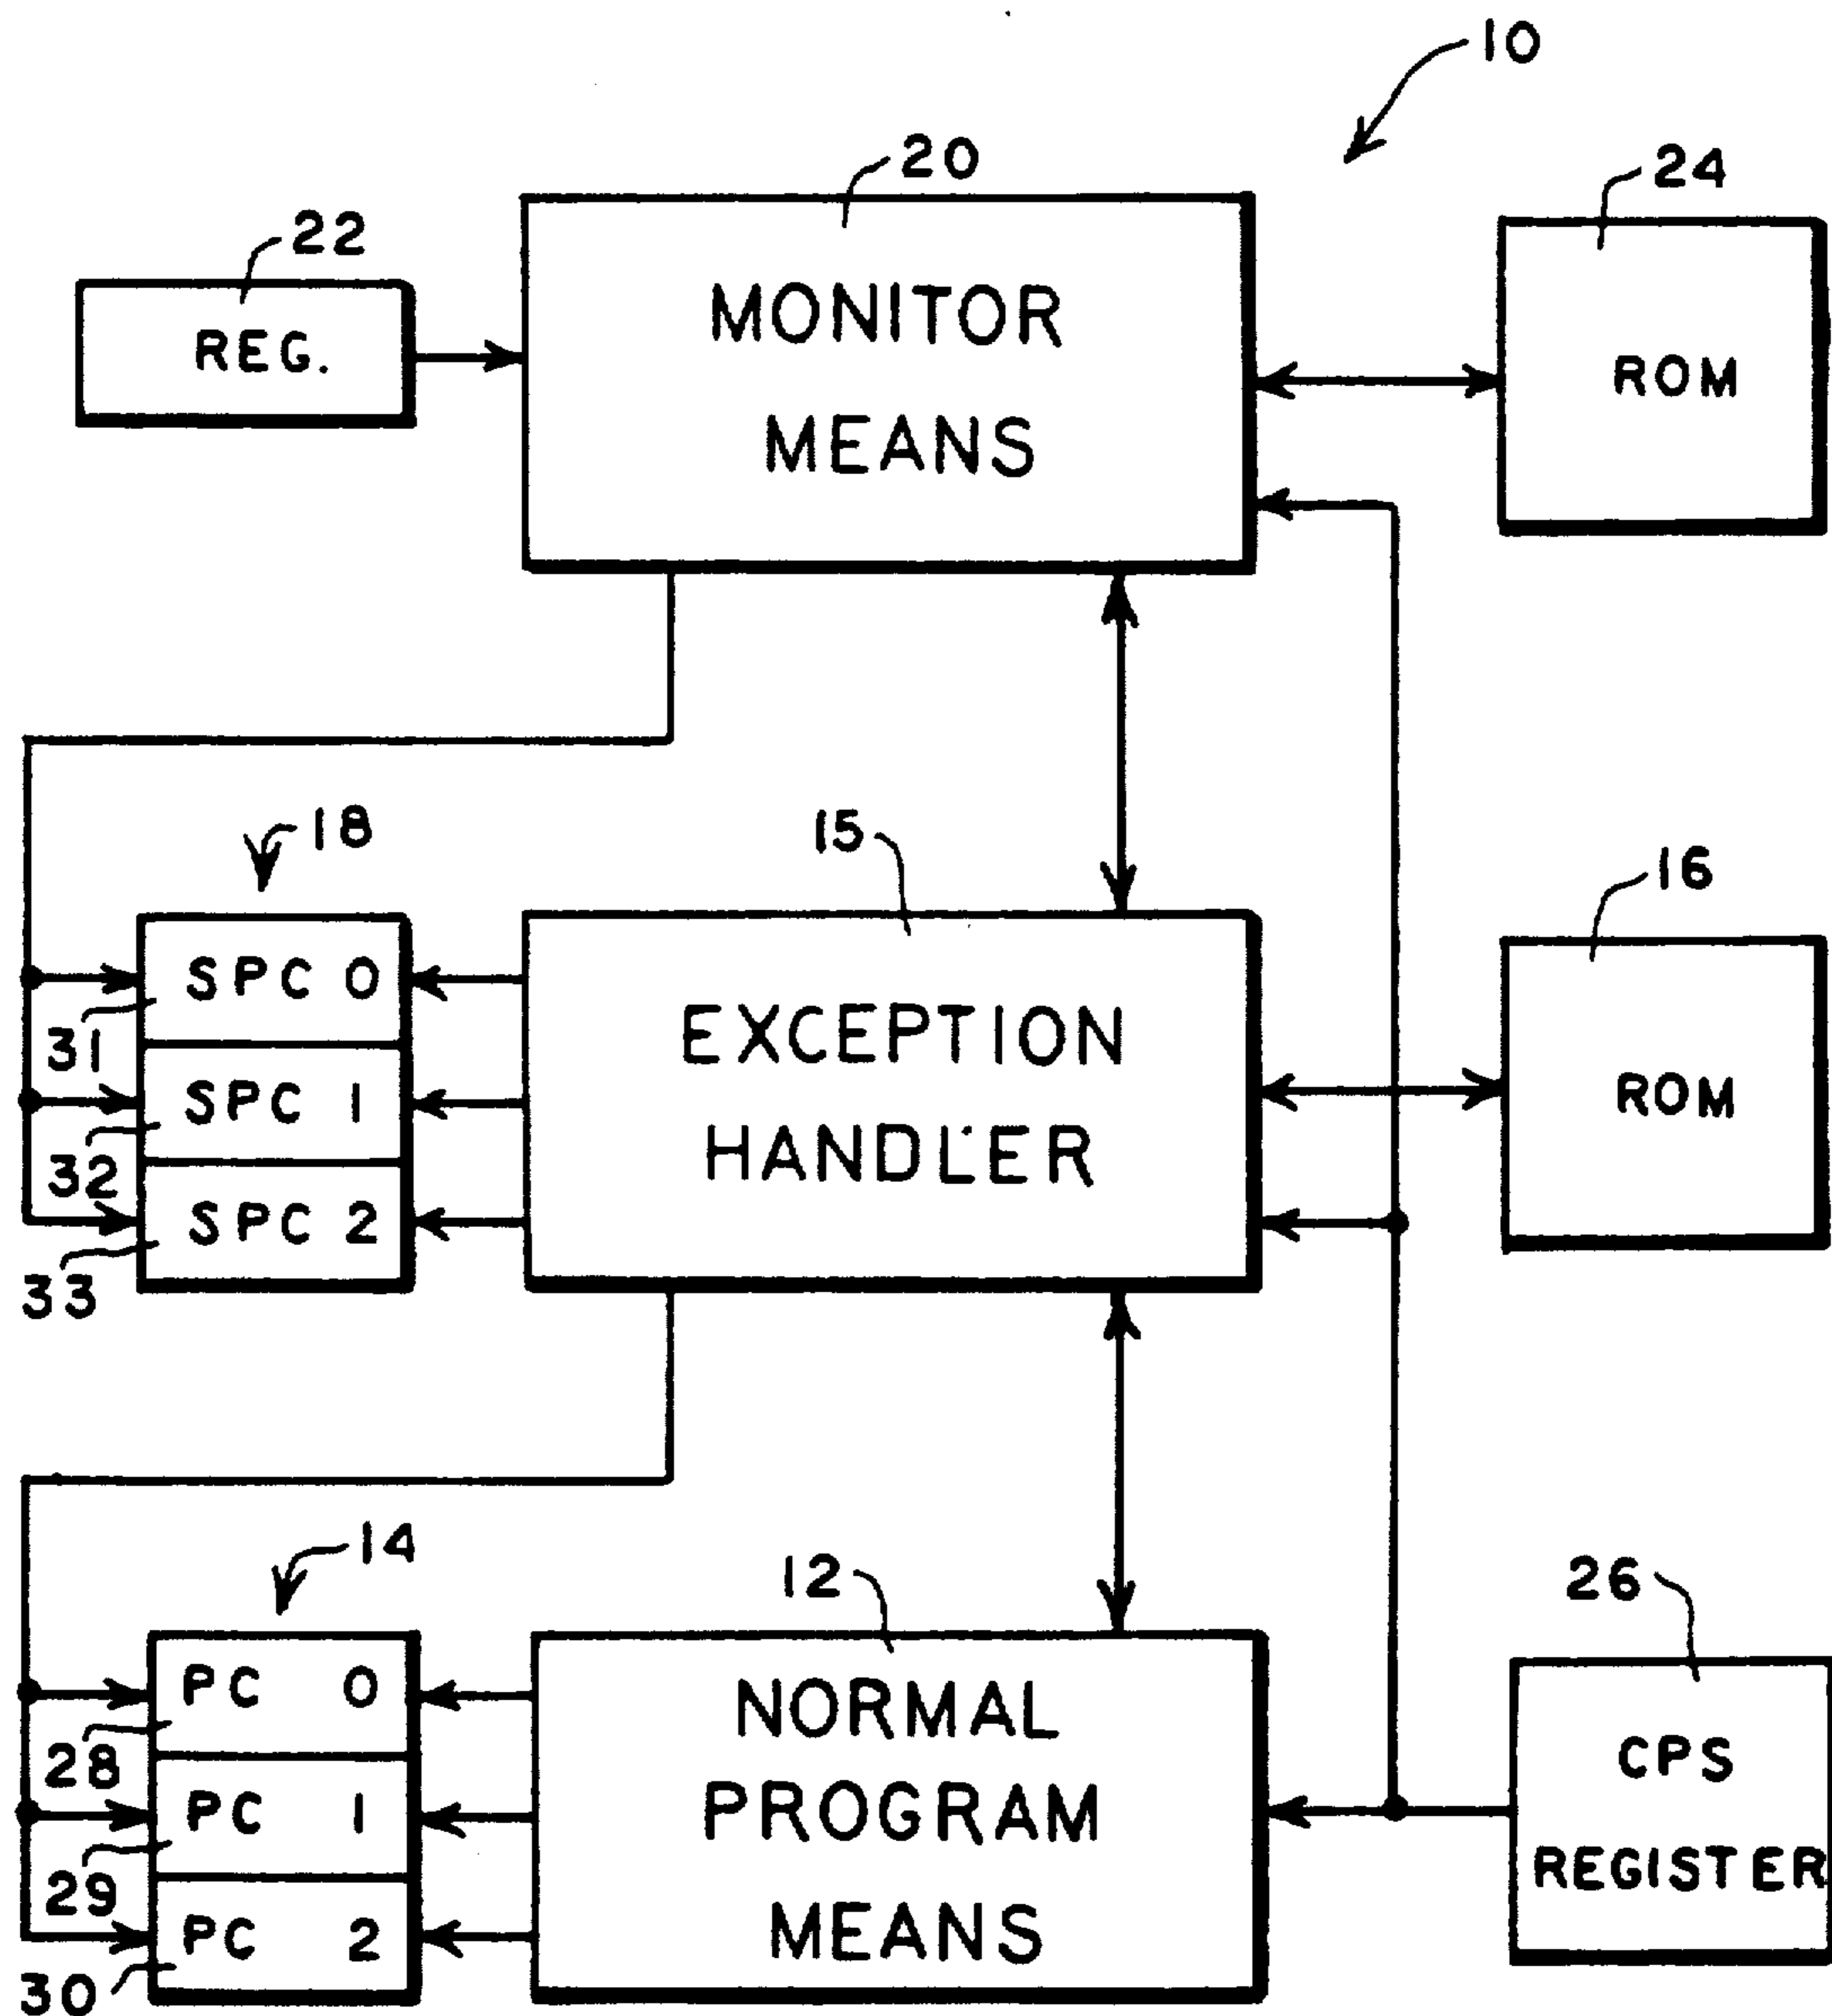 10
20
24
22
MONITOR
MEANS
REG.
ROM
18
15
16
SPC 0
31
SPC 1
32
SPC 2
33
EXCEPTION
HANDLER
ROM
14
12
26
PC 0
28
PC 1
29
PC 2
30
NORMAL
PROGRAM
MEANS
CPS
REGISTER